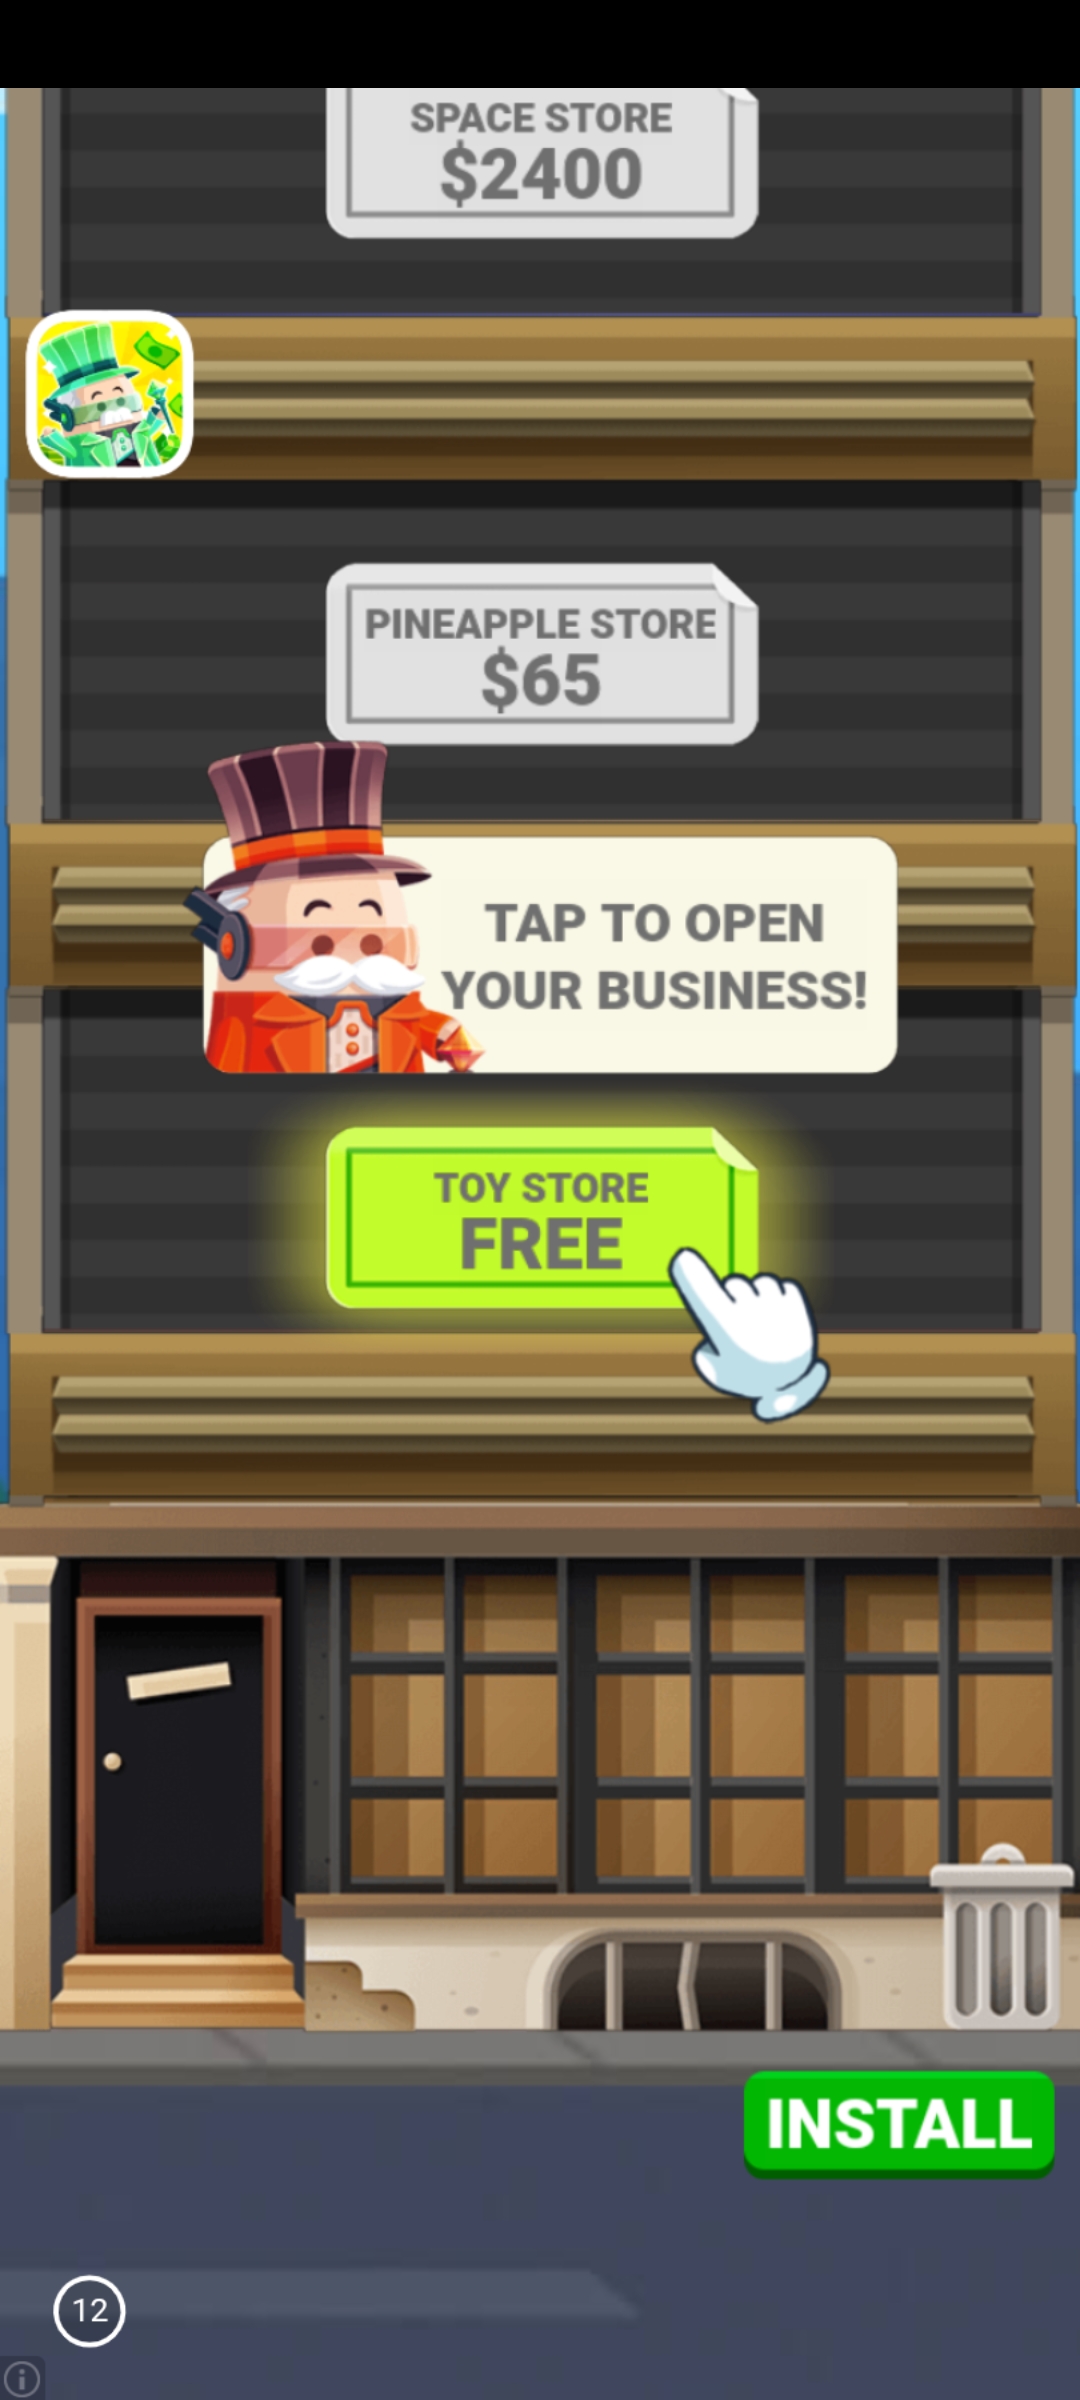 SPACE STORE
$2400
PINEAPPLE STORE
$65
TAP TO OPEN
YOUR BUSINESS!
TOY STORE
FREE
INSTALL
12